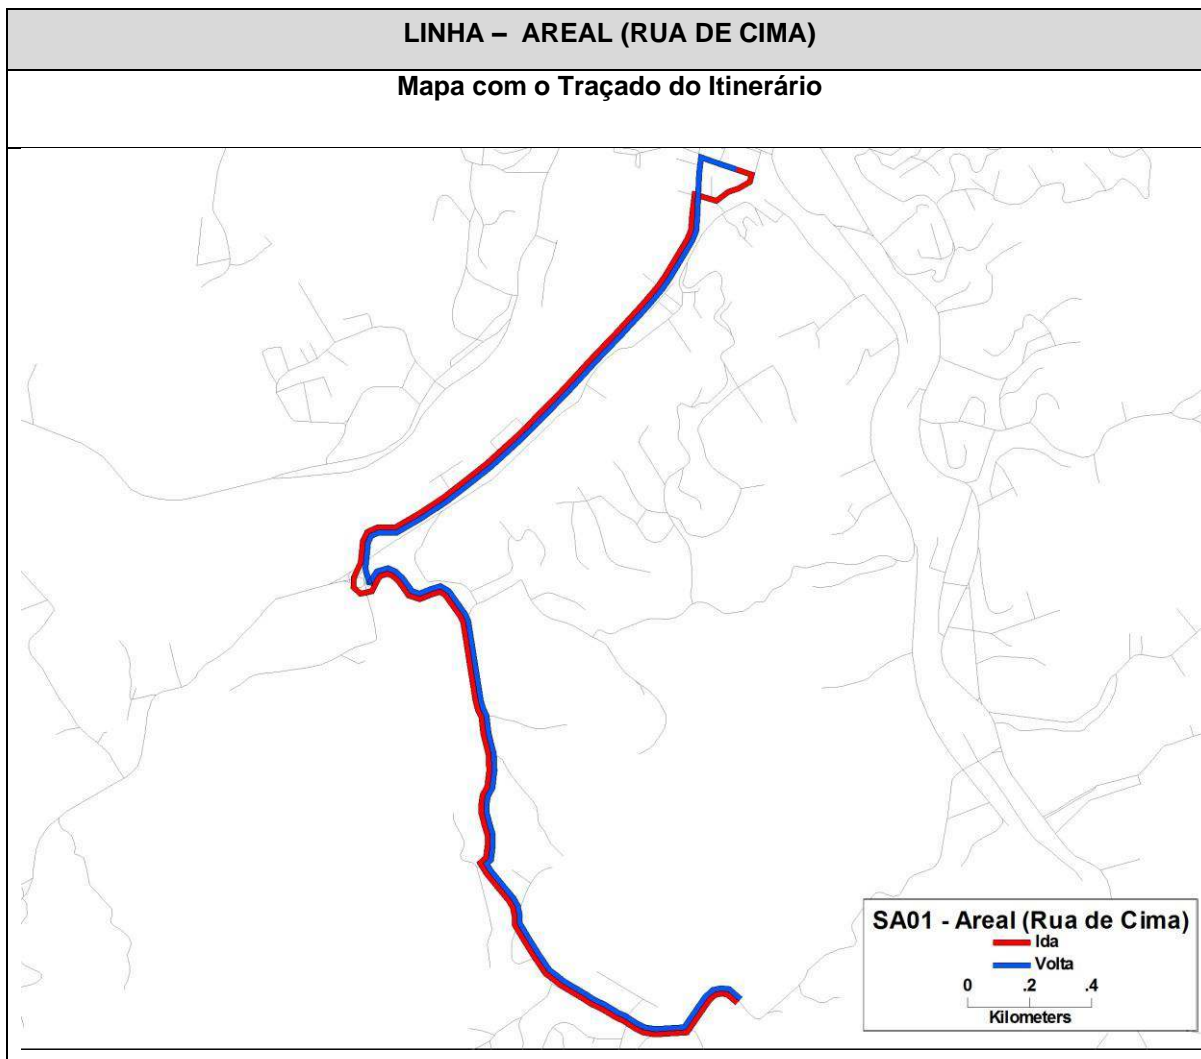 LINHA – AREAL (RUA DE CIMA)
Mapa com o Traçado do Itinerário
SA01 - Areal (Rua de Cima)
Ida
Volta
0 .2 .4
Kilometers